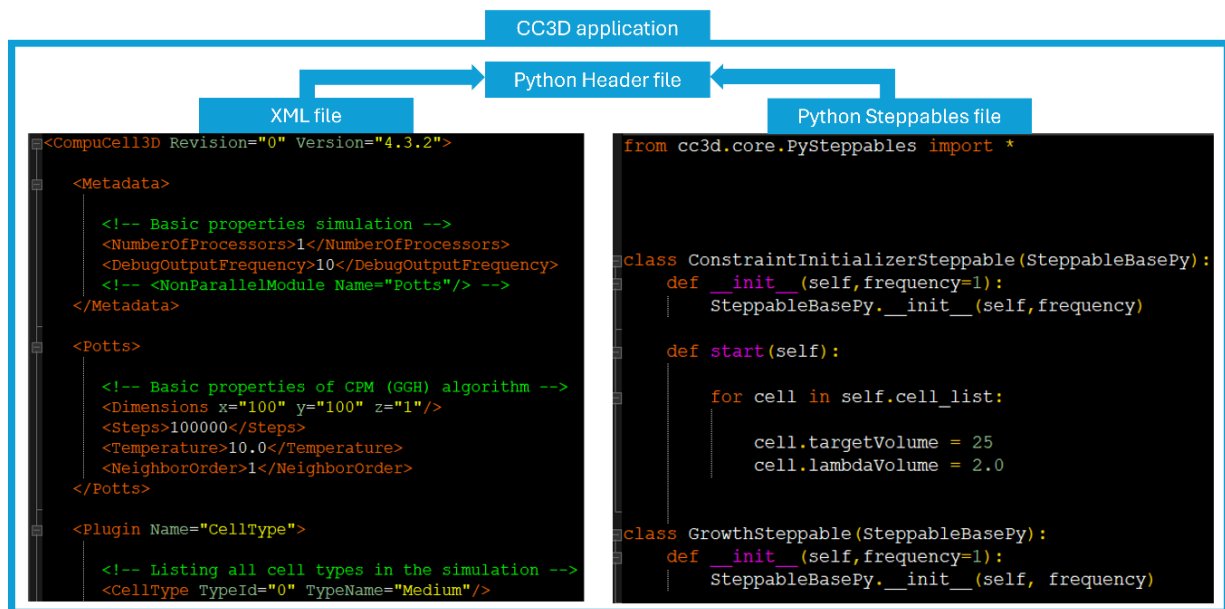 CC3D application
Python Header file
XML file
Python Steppables file
<CompuCell3D Revision="0" Version="4.3.2">
<Metadata>
<!-- Basic properties simulation -->
<NumberOfProcessors>1</NumberOfProcessors>
<DebugOutputFrequency>10</DebugOutputFrequency>
<!-- <NonParallelModule Name="Potts"/> -->
</Metadata>
<Potts>
<!-- Basic properties of CPM (GGH) algorithm -->
<Dimensions x="100" y="100" z="1"/>
<Steps>100000</Steps>
<Temperature>10.0</Temperature>
<NeighborOrder>1</NeighborOrder>
</Potts>
<Plugin Name="CellType">
<!-- Listing all cell types in the simulation -->
<CellType TypeId="0" TypeName="Medium"/>
from cc3d.core.PySteppables import *
class ConstraintInitializerSteppable(SteppableBasePy):
def __init__(self,frequency=1):
SteppableBasePy.__init__(self,frequency)
def start(self):
for cell in self.cell_list:
cell.targetVolume = 25
cell.lambdaVolume = 2.0
class GrowthSteppable(SteppableBasePy):
def __init__(self,frequency=1):
SteppableBasePy.__init__(self, frequency)